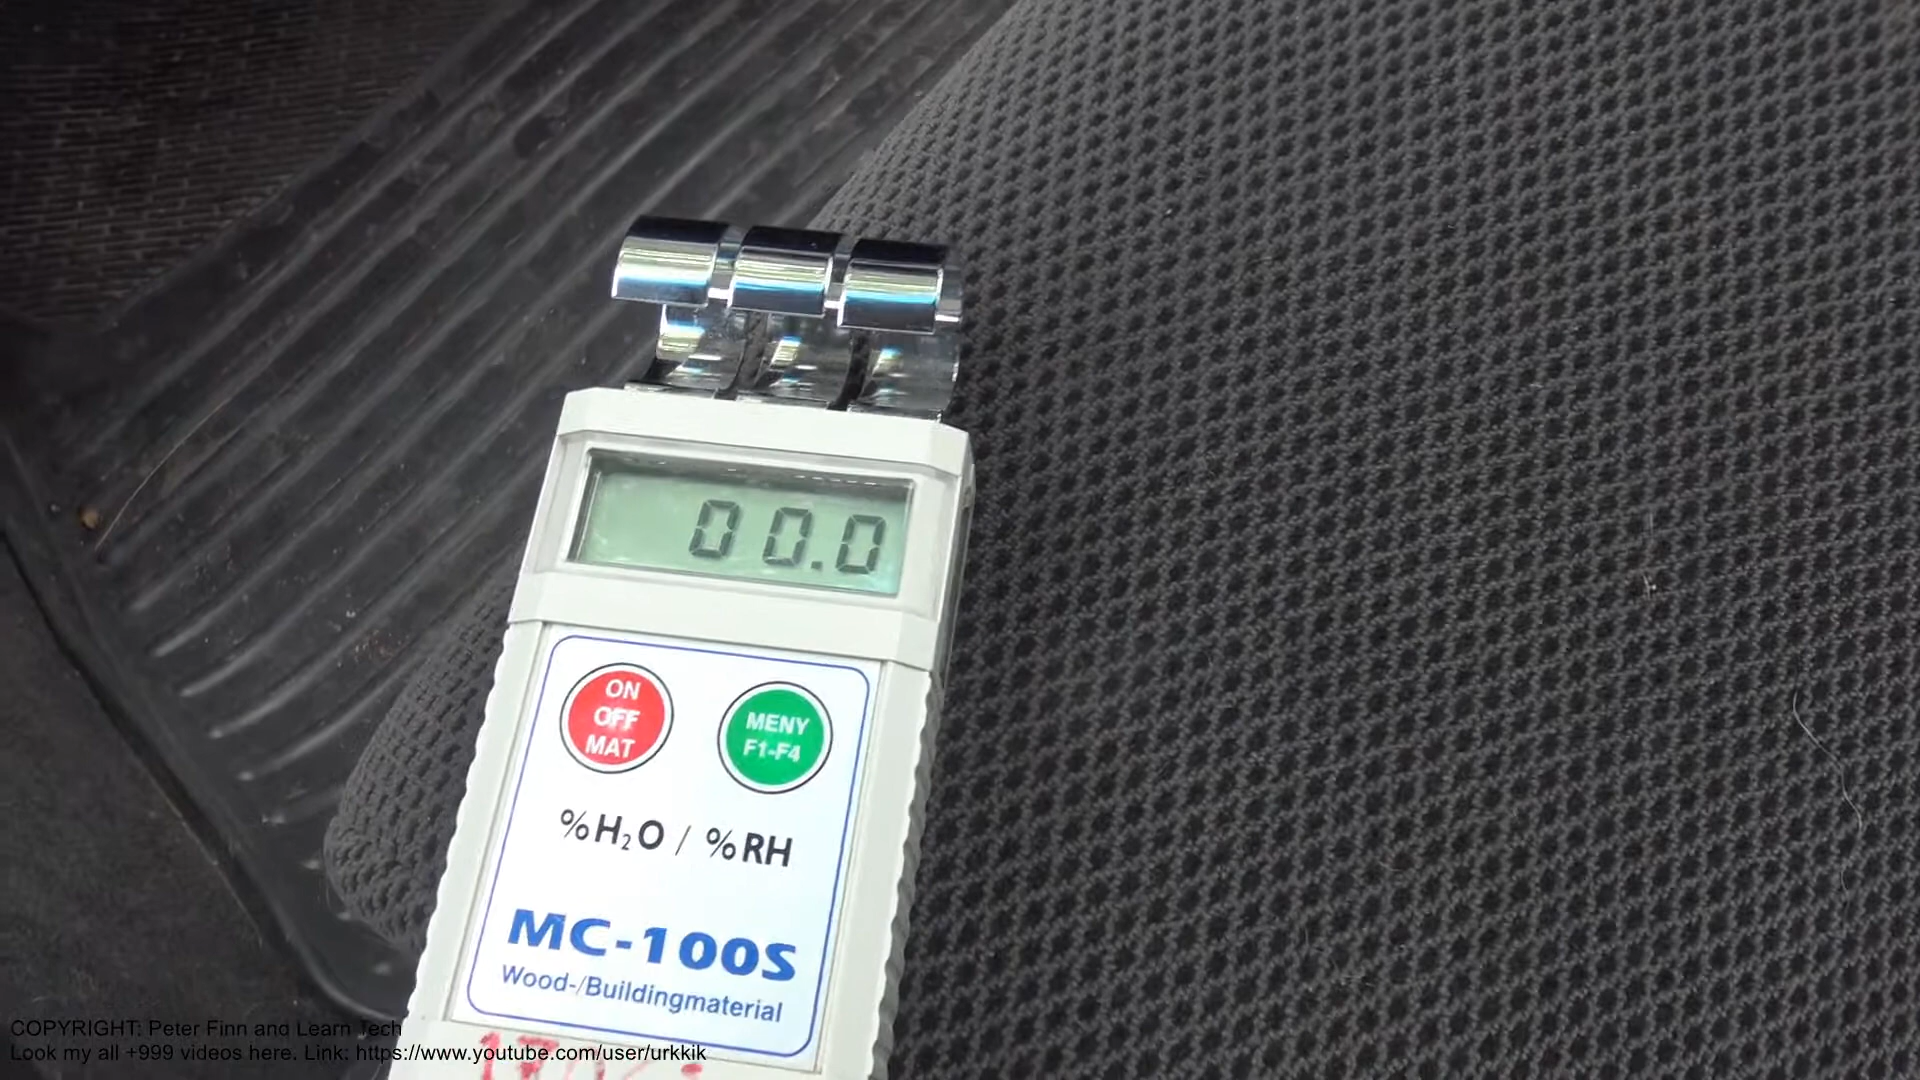 00.0
ON
OFF
MAT
MENY
F1-F4
%H₂O / %RH
MC-100S
Wood-/Buildingmaterial
COPYRIGHT: Peter Finn and Learn Tech
Look my all +999 videos here. Link: https://www.youtube.com/user/urkkik